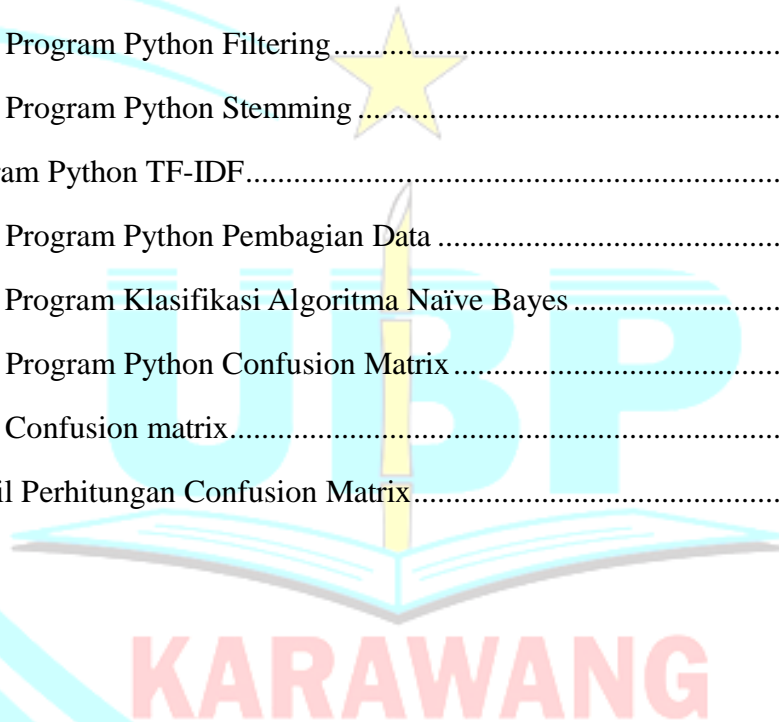 Program Python Filtering..........................................................
Program Python Stemming..........................................................
am Python TF-IDF..........................................................
Program Python Pembagian Data..........................................................
Program Klasifikasi Algoritma Naïve Bayes..........................................................
Program Python Confusion Matrix..........................................................
Confusion matrix..........................................................
il Perhitungan Confusion Matrix..........................................................
UBP
KARAWANG